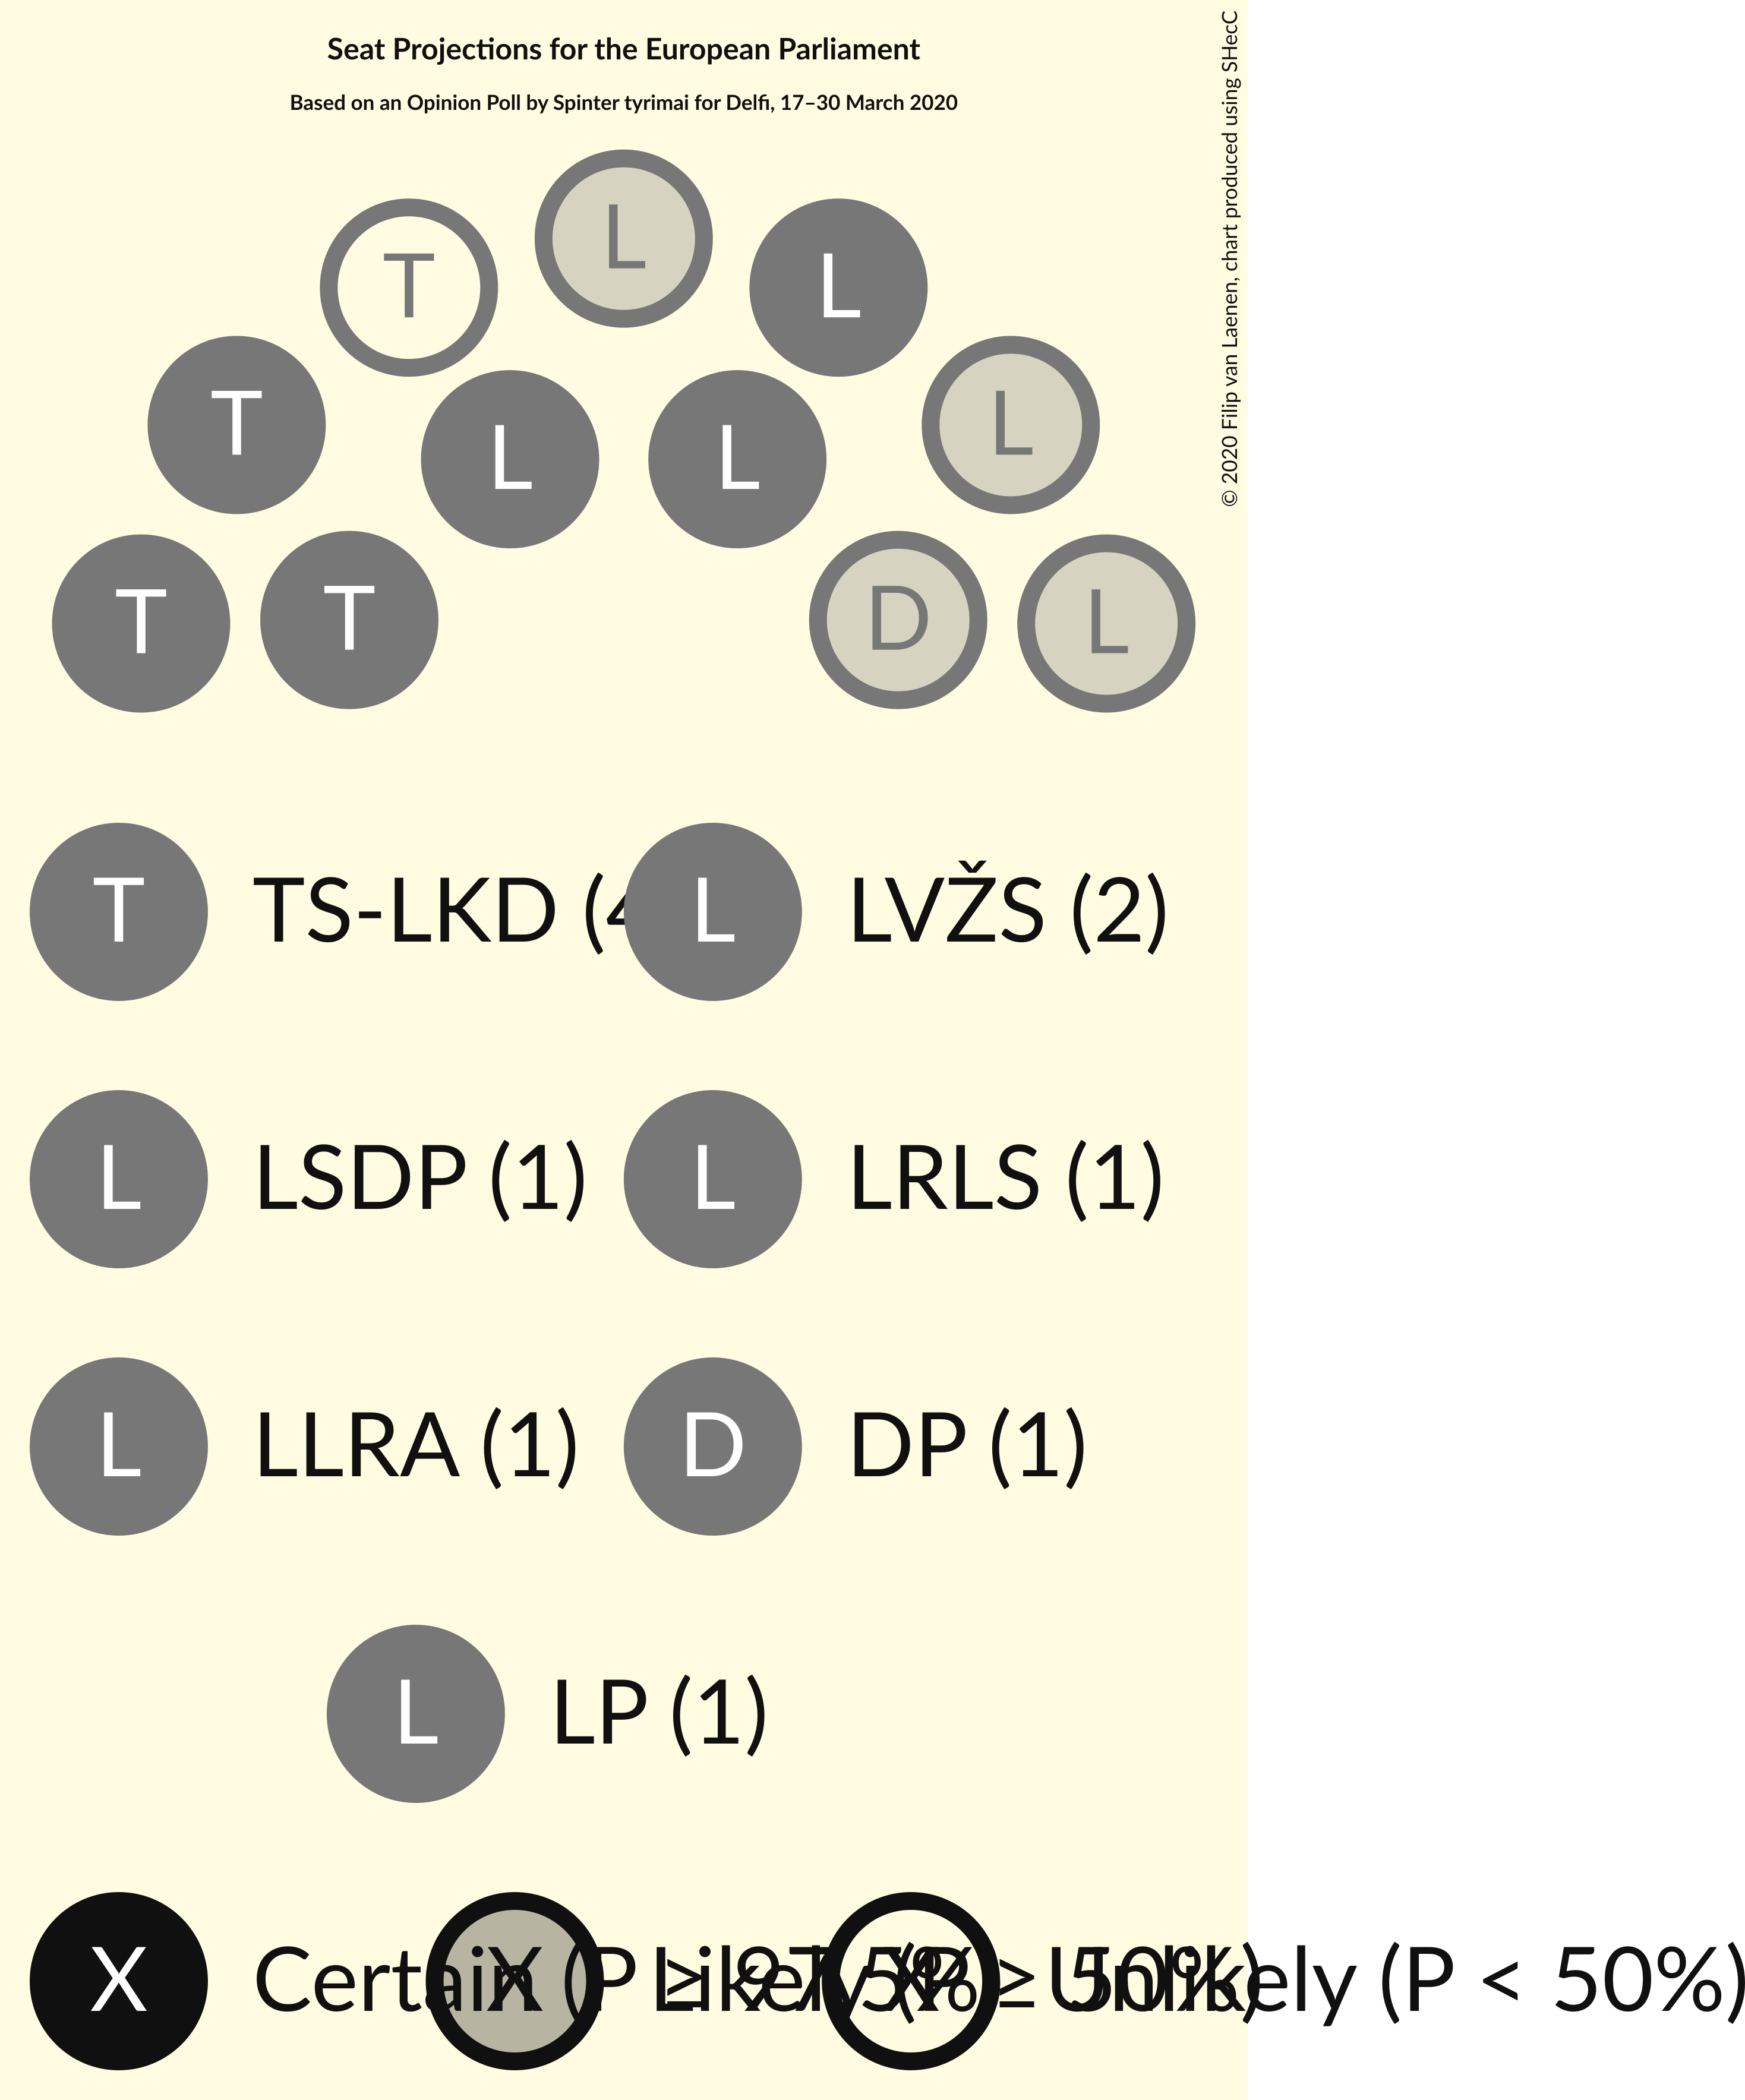 Seat Projections for the European Parliament
Based on an Opinion Poll by Spinter tyrimai for Delfi, 17–30 March 2020
© 2020 Filip van Laenen, chart produced using SHecC
L
T
L
T
L
L
L
T
T
D
L
T TS-LKD (4
L LVŽS (2)
L LSDP (1)
L LRLS (1)
L LLRA (1)
D DP (1)
L LP (1)
X Certain (P
X Likely (P ≥ 50%)
X Unlikely (P < 50%)